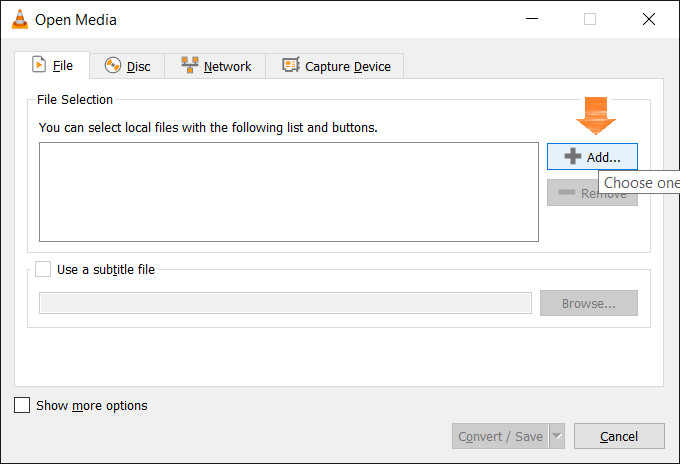 Open Media
File Disc Network Capture Device
File Selection
You can select local files with the following list and buttons.
Add...
Choose one
Remove
Use a subtitle file
Browse...
Show more options
Convert / Save Cancel